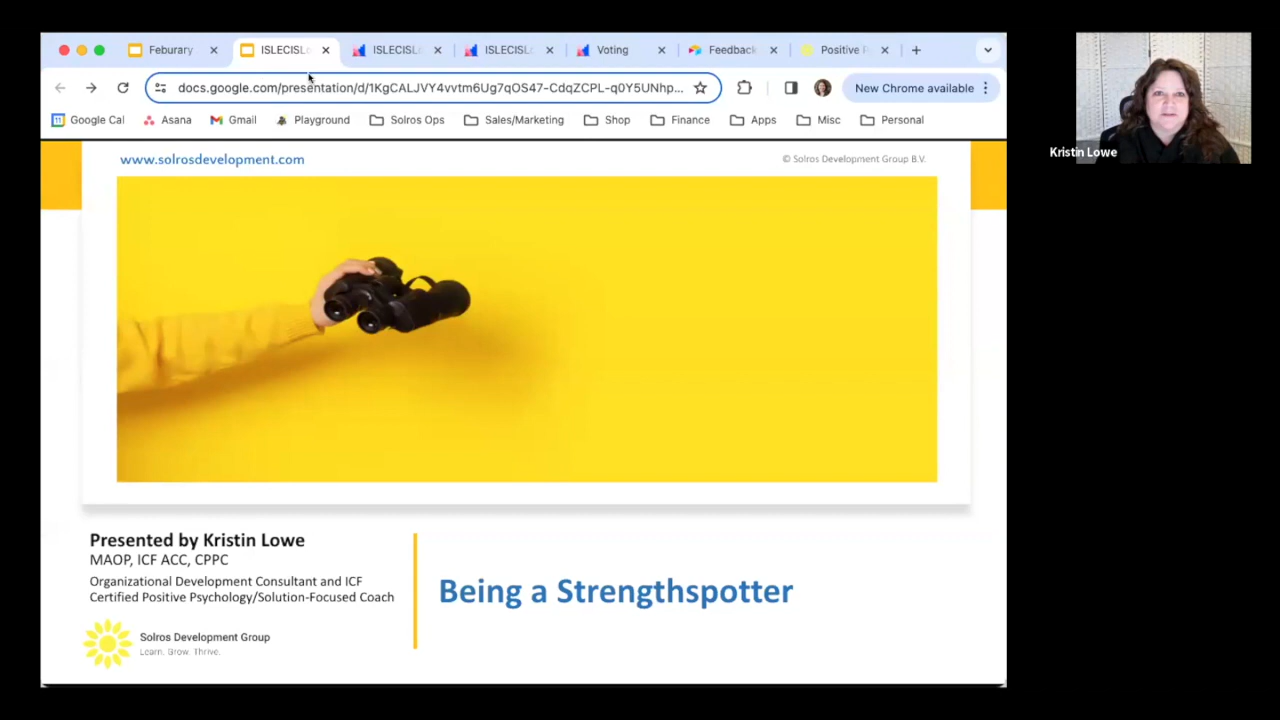 Feburary
ISLECISL
ISLECISL
ISLECISL
Voting
Feedback
Positive
docs.google.com/presentation/d/1KgCALJVY4vvtm6Ug7qOS47-CdqZCPL-q0Y5UNhp...
New Chrome available
Google Cal
Asana
Gmail
Playground
Solros Ops
Sales/Marketing
Shop
Finance
Apps
Misc
Personal
www.solrosdevelopment.com
© Solros Development Group B.V.
Kristin Lowe
Presented by Kristin Lowe
MAOP, ICF ACC, CPPC
Organizational Development Consultant and ICF
Certified Positive Psychology/Solution-Focused Coach
Being a Strengthspotter
Solros Development Group
Learn. Grow. Thrive.